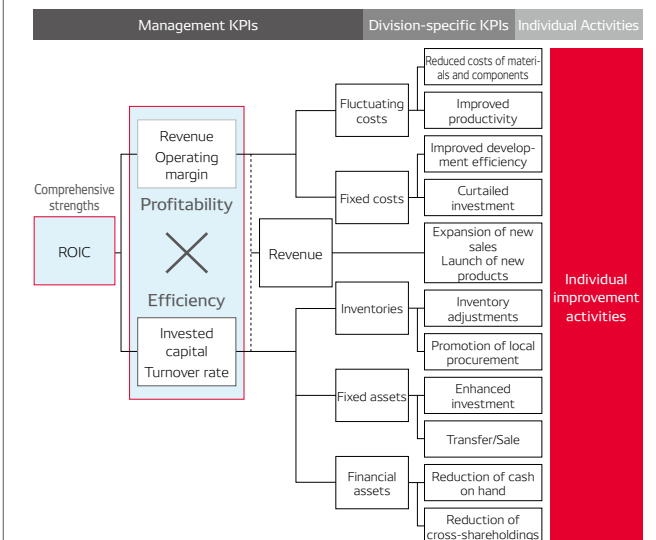 Management KPIs
Division-specific KPIs
Individual Activities
Comprehensive
strengths
ROIC
Revenue
Operating
margin
Profitability
Efficiency
Invested
capital
Turnover rate
Fluctuating
costs
Fixed costs
Revenue
Inventories
Fixed assets
Financial
assets
Reduced costs of materi-
als and components
Improved
productivity
Improved develop-
ment efficiency
Curtailed
investment
Expansion of new
sales
Launch of new
products
Inventory
adjustments
Promotion of local
procurement
Enhanced
investment
Transfer/Sale
Reduction of cash
on hand
Reduction of
cross-shareholdings
Individual
improvement
activities